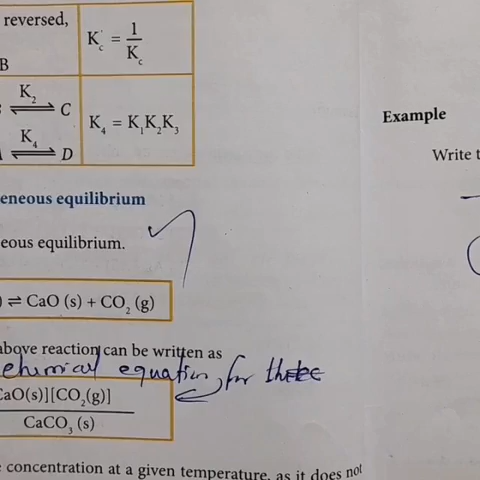 reversed,
K'c = 1/Kc
B
K2
⇌ C
K4
⇌ D
K4 = K1K2K3
eneous equilibrium
eous equilibrium.
) ⇌ CaO (s) + CO2 (g)
above reaction can be written as
chemical equation, for
CaO(s)][CO2(g)]
CaCO3 (s)
concentration at a given temperature, as it does not
Example
Write t